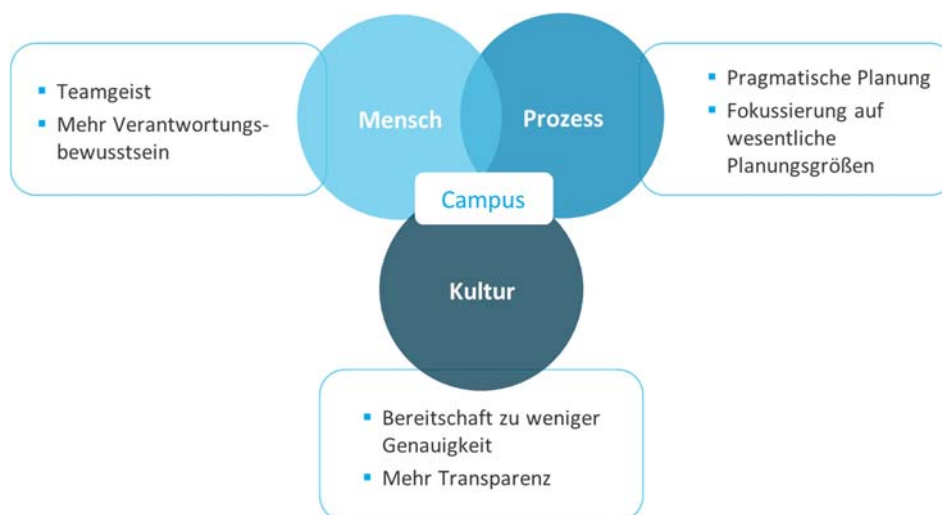 ▪ Teamgeist
▪ Mehr Verantwortungs-
bewusstsein
Mensch
Prozess
▪ Pragmatische Planung
▪ Fokussierung auf
wesentliche
Planungsgrößen
Campus
Kultur
▪ Bereitschaft zu weniger
Genauigkeit
▪ Mehr Transparenz